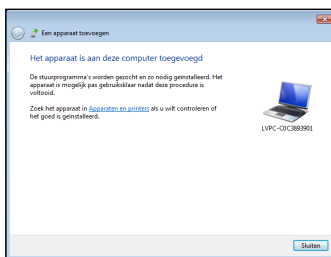 Een apparaat toevoegen
Het apparaat is aan deze computer toegevoegd
De stuurprogramma's worden gezocht en zo nodig geïnstalleerd. Het
apparaat is mogelijk pas gebruiksklaar nadat deze procedure is
voltooid.
Zoek het apparaat in Apparaten en printers als u wilt controleren of
het goed is geïnstalleerd.
LVPC-C0C3893901
Sluiten